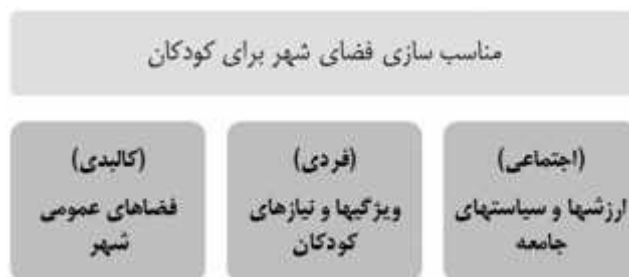 مناسب سازی فضای شهر برای کودکان
(اجتماعی)
ارزشها و سیاستهای
جامعه
(فردی)
ویژگیها و نیازهای
کودکان
(کالبدی)
فضاهای عمومی
شهر